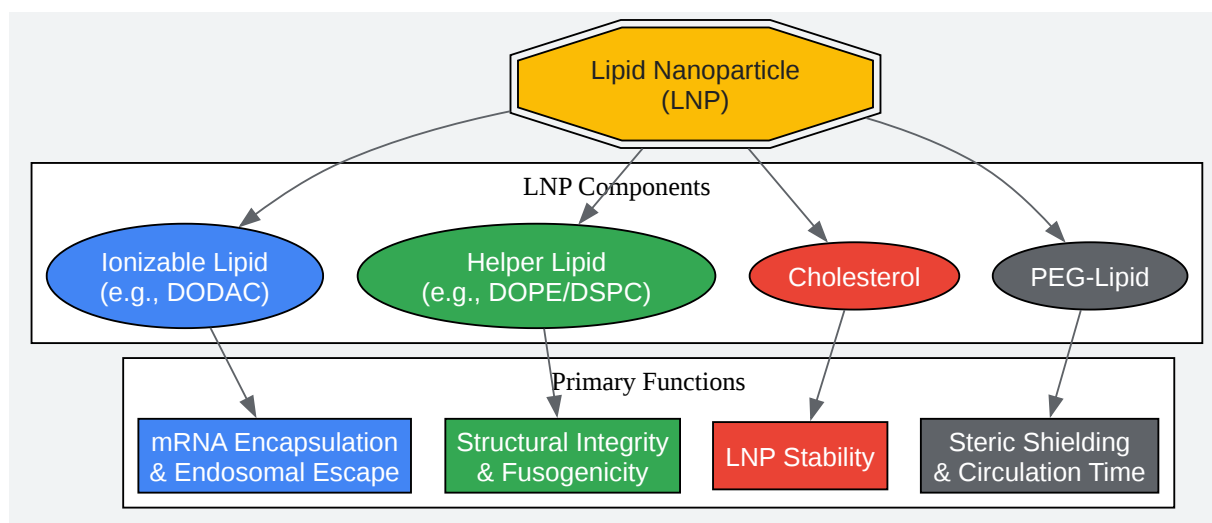 Lipid Nanoparticle
(LNP)
LNP Components
Ionizable Lipid
(e.g., DODAC)
Helper Lipid
(e.g., DOPE/DSPC)
Cholesterol
PEG-Lipid
Primary Functions
mRNA Encapsulation
& Endosomal Escape
Structural Integrity
& Fusogenicity
LNP Stability
Steric Shielding
& Circulation Time